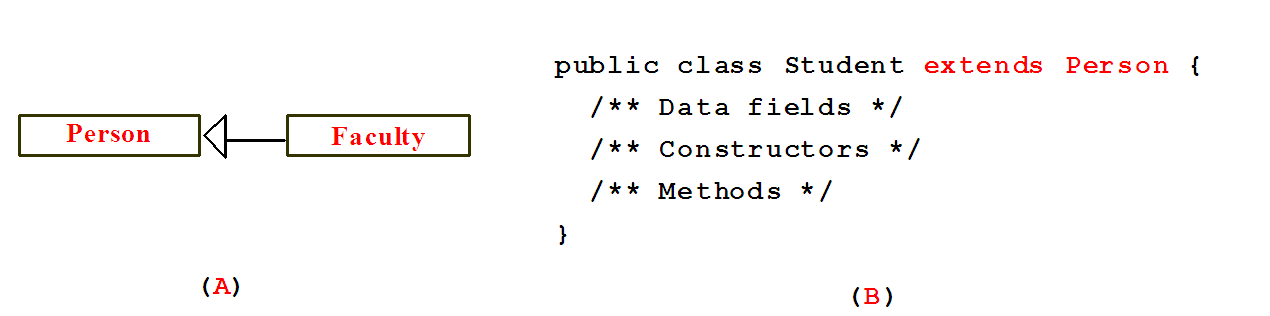 Person
Faculty
(A)
public class Student extends Person {
/** Data fields */
/** Constructors */
/** Methods */
}
(B)